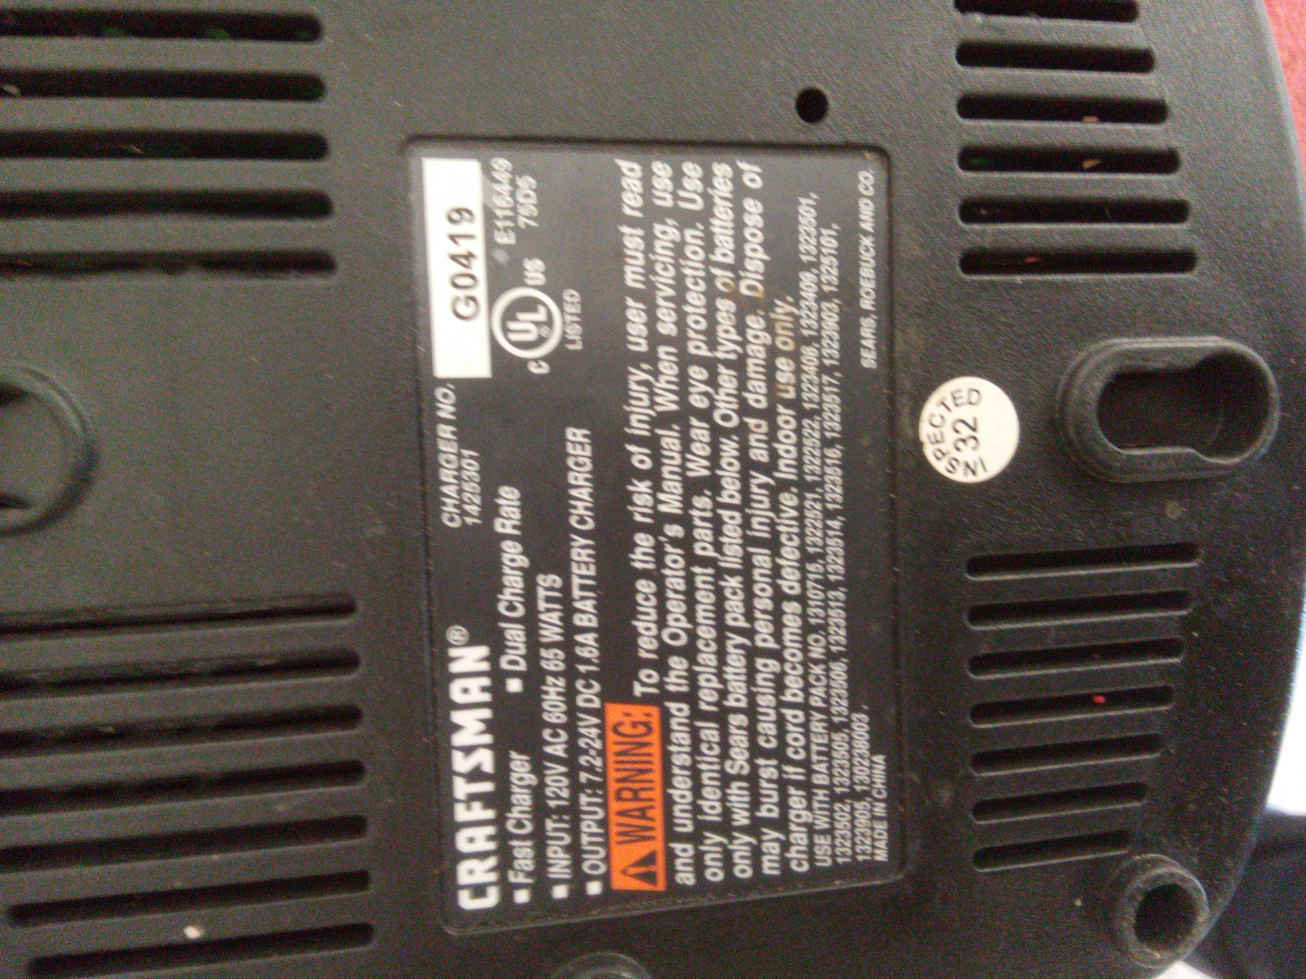 CRAFTSMAN®
CHARGER NO.
1425301
G0419
▪ Fast Charger ▪ Dual Charge Rate
▪ INPUT: 120V AC 60Hz 65 WATTS
▪ OUTPUT: 7.2-24V DC 1.6A BATTERY CHARGER
C UL ® US
LISTED
E116449
75D5
⚠ WARNING: To reduce the risk of injury, user must read
and understand the Operator's Manual. When servicing, use
only identical replacement parts. Wear eye protection. Use
only with Sears battery pack listed below. Other types of batteries
may burst causing personal injury and damage. Dispose of
charger if cord becomes defective. Indoor use only.
USE WITH BATTERY PACK NO. 1310715, 1322521, 1322522, 1323408, 1323409, 1323501,
1323502, 1323505, 1323506, 1323513, 1323514, 1323516, 1323517, 1323903, 1325101,
1323905, 130238003.
MADE IN CHINA
SEARS, ROEBUCK AND CO.
INSPECTED
32